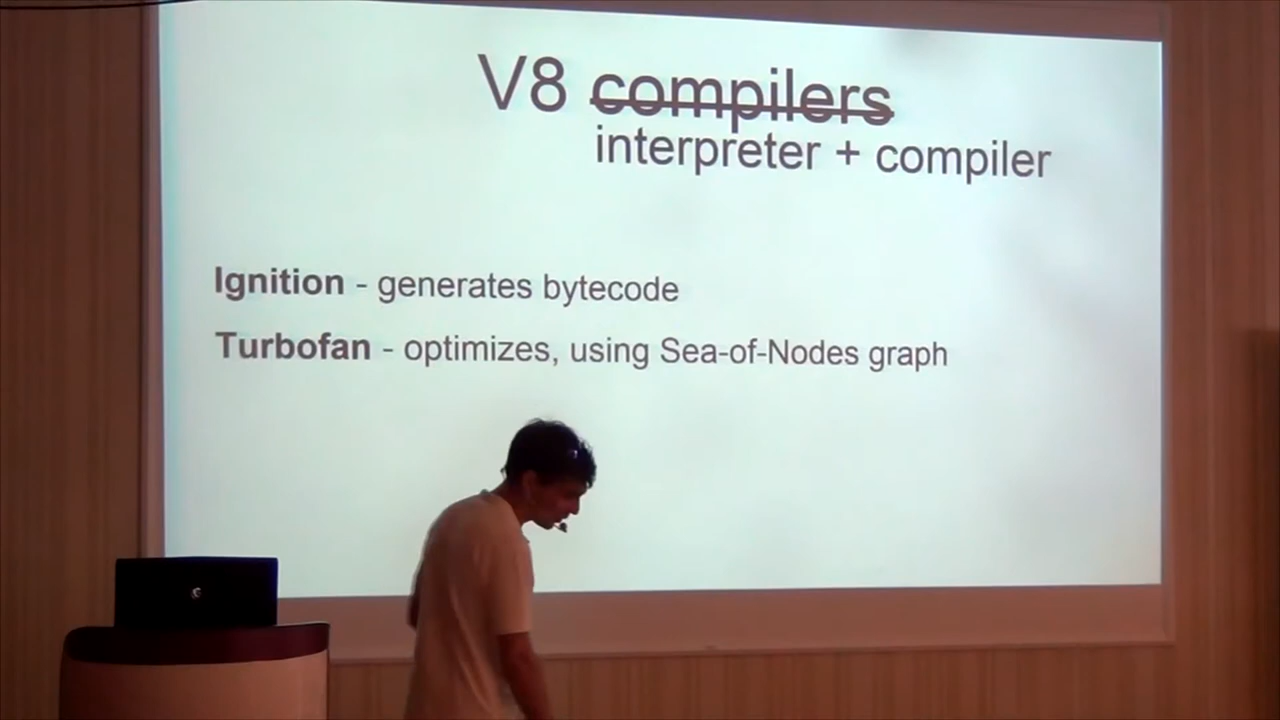 V8 compilers
interpreter + compiler
Ignition - generates bytecode
Turbofan - optimizes, using Sea-of-Nodes graph